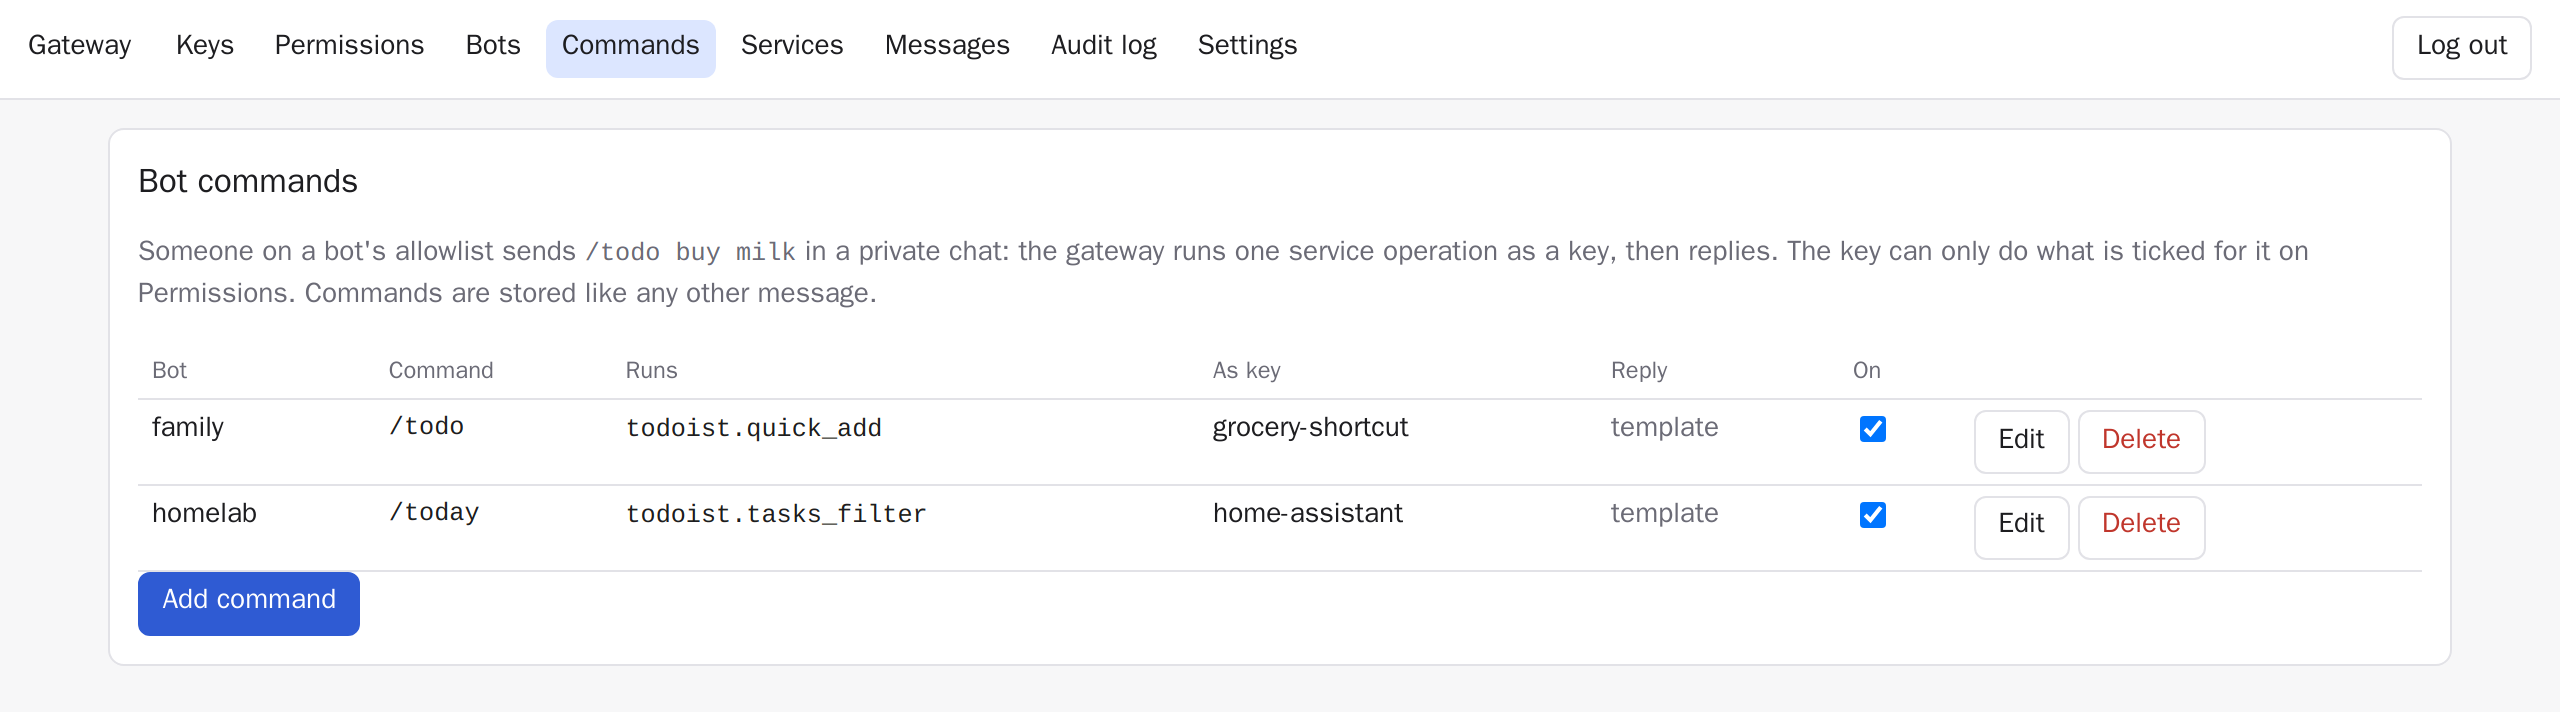 Gateway Keys Permissions Bots Commands Services Messages Audit log Settings Log out
Bot commands
Someone on a bot's allowlist sends /todo buy milk in a private chat: the gateway runs one service operation as a key, then replies. The key can only do what is ticked for it on
Permissions. Commands are stored like any other message.
Bot Command Runs As key Reply On
family /todo todoist.quick_add grocery-shortcut template Edit Delete
homelab /today todoist.tasks_filter home-assistant template Edit Delete
Add command